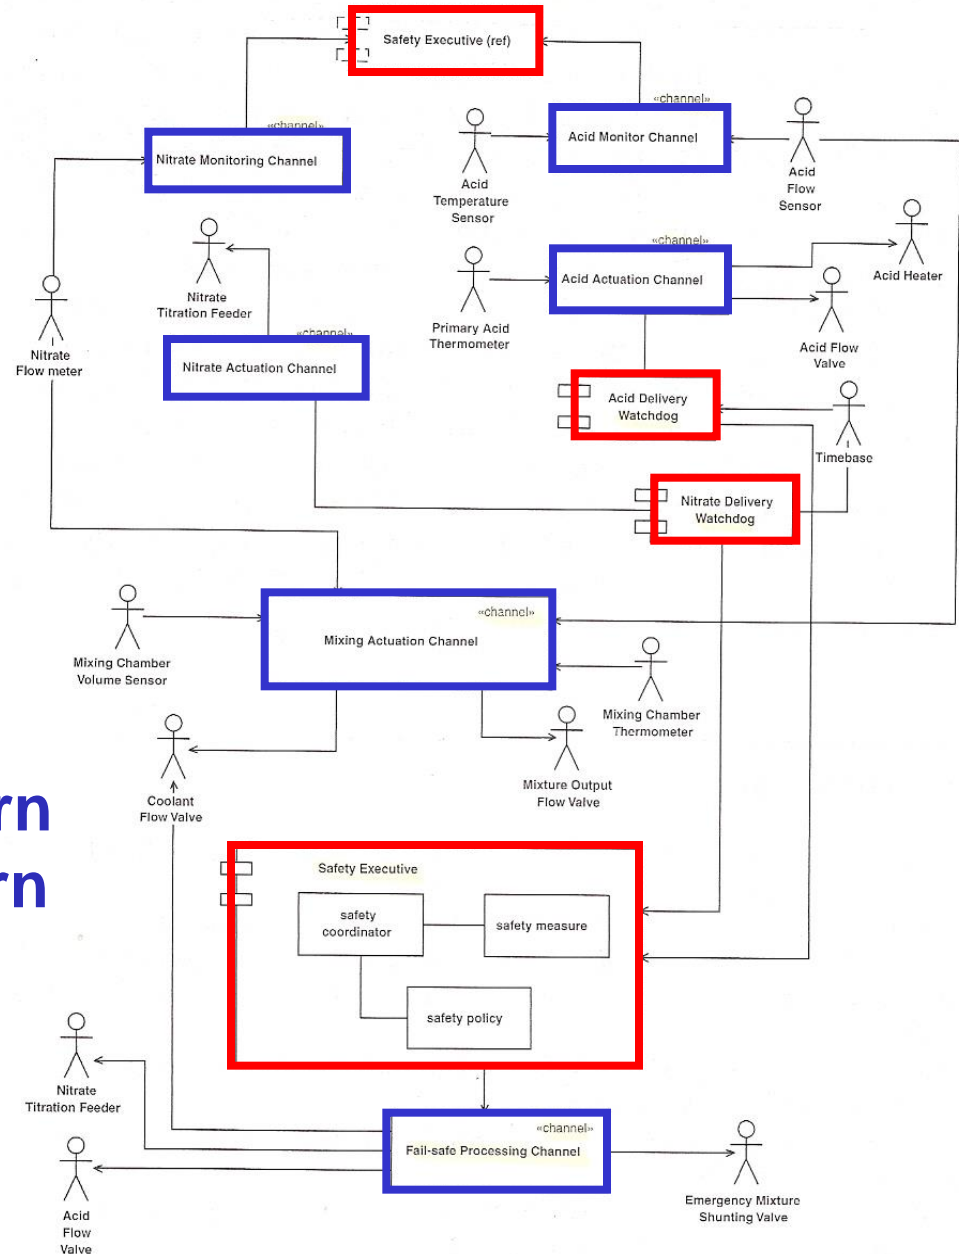 Safety Executive (ref)
«channel»
Acid Monitor Channel
«channel»
Nitrate Monitoring Channel
Acid
Temperature
Sensor
Acid
Flow
Sensor
«channel»
Acid Actuation Channel
Acid Heater
Nitrate
Titration Feeder
Primary Acid
Thermometer
Acid Flow
Valve
«channel»
Nitrate Actuation Channel
Nitrate
Flow meter
Acid Delivery
Watchdog
Timebase
Nitrate Delivery
Watchdog
«channel»
Mixing Actuation Channel
Mixing Chamber
Volume Sensor
Mixing Chamber
Thermometer
Mixture Output
Flow Valve
Coolant
Flow Valve
rn
rn
Safety Executive
safety
coordinator
safety measure
safety policy
Nitrate
Titration Feeder
«channel»
Fail-safe Processing Channel
Acid
Flow
Valve
Emergency Mixture
Shunting Valve